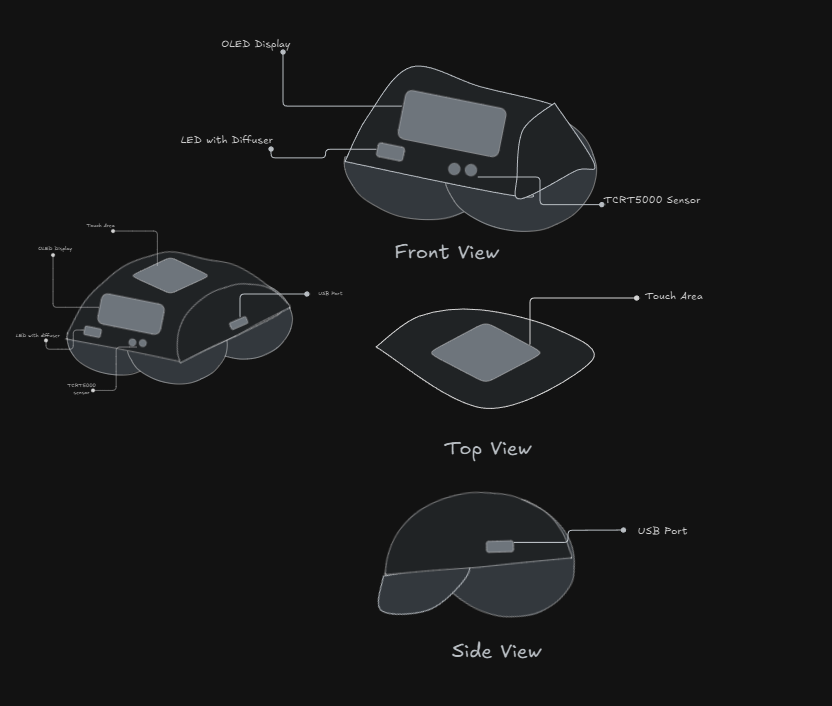 OLED Display
LED with Diffuser
TCRT5000 Sensor
Front View
Touch Area
OLED Display
USB Port
LED with diffuser
TCRT5000
sensor
Touch Area
Top View
USB Port
Side View